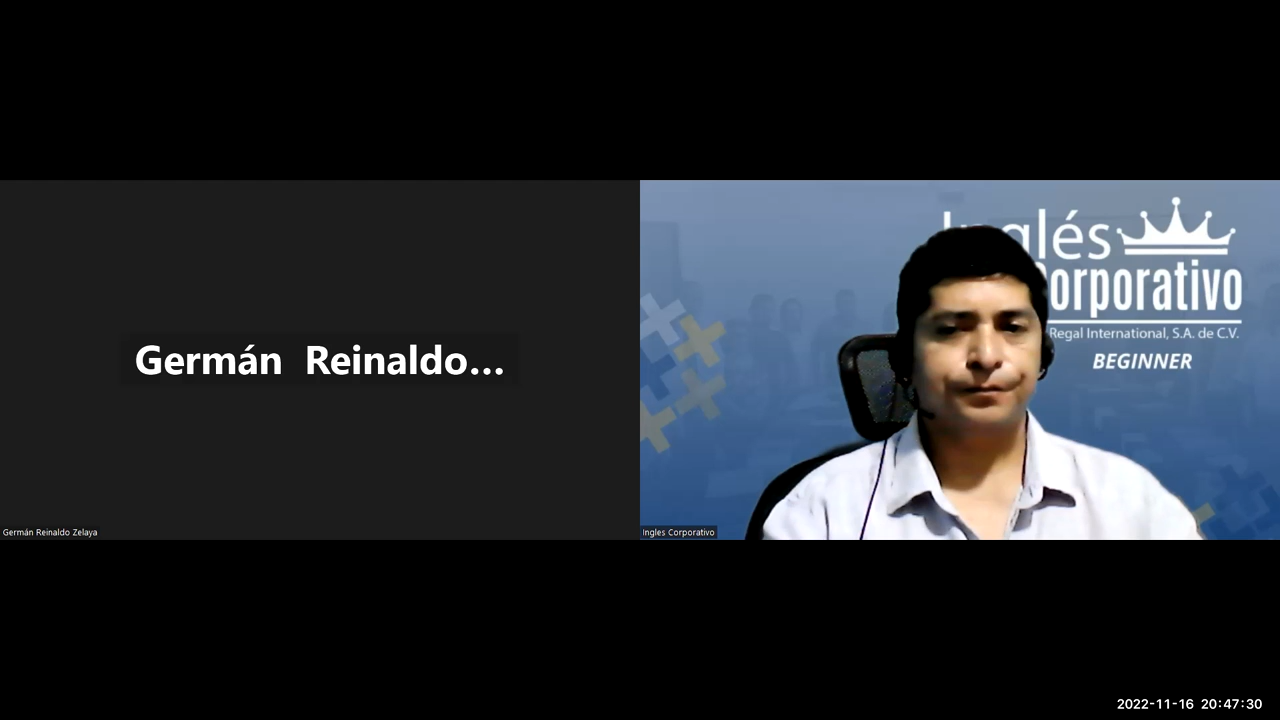 Germán Reinaldo...
Germán Reinaldo Zelaya
Inglés
Corporativo
Regal International, S.A. de C.V.
BEGINNER
Ingles Corporativo
2022-11-16 20:47:30